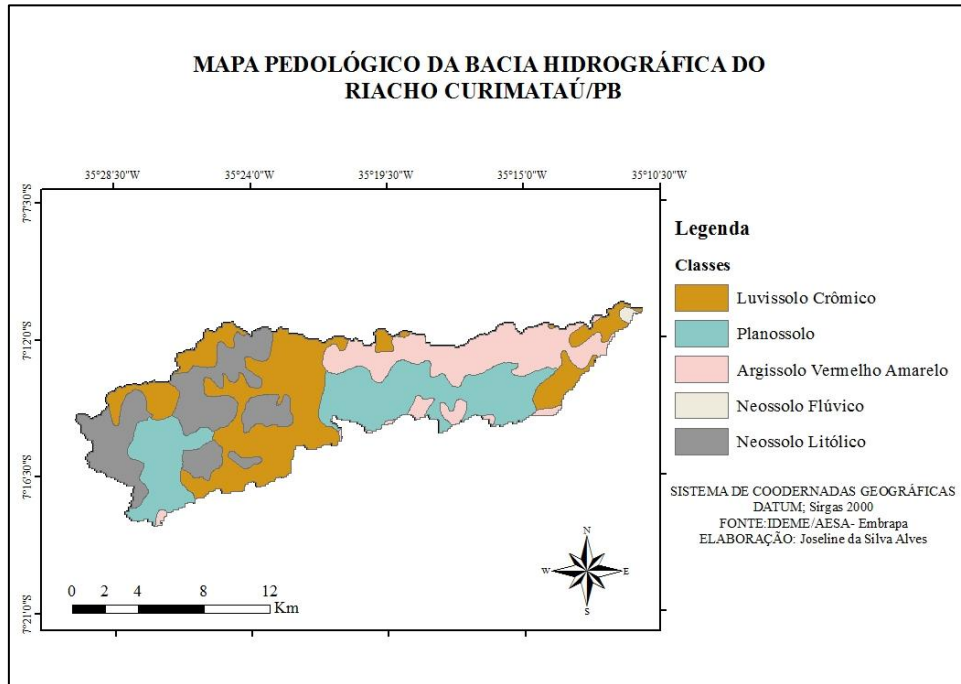 MAPA PEDOLÓGICO DA BACIA HIDROGRÁFICA DO
RIACHO CURIMATAÚ/PB
35°28'30"W 35°24'0"W 35°19'30"W 35°15'0"W 35°10'30"W
7°7'30"S
7°12'0"S
7°16'30"S
7°21'0"S
Legenda
Classes
Luvissolo Crômico
Planossolo
Argissolo Vermelho Amarelo
Neossolo Flúvico
Neossolo Litólico
SISTEMA DE COODERNADAS GEOGRÁFICAS
DATUM; Sirgas 2000
FONTE:IDEME/AESA- Embrapa
ELABORAÇÃO: Joseline da Silva Alves
N
W E
S
0 2 4 8 12
Km